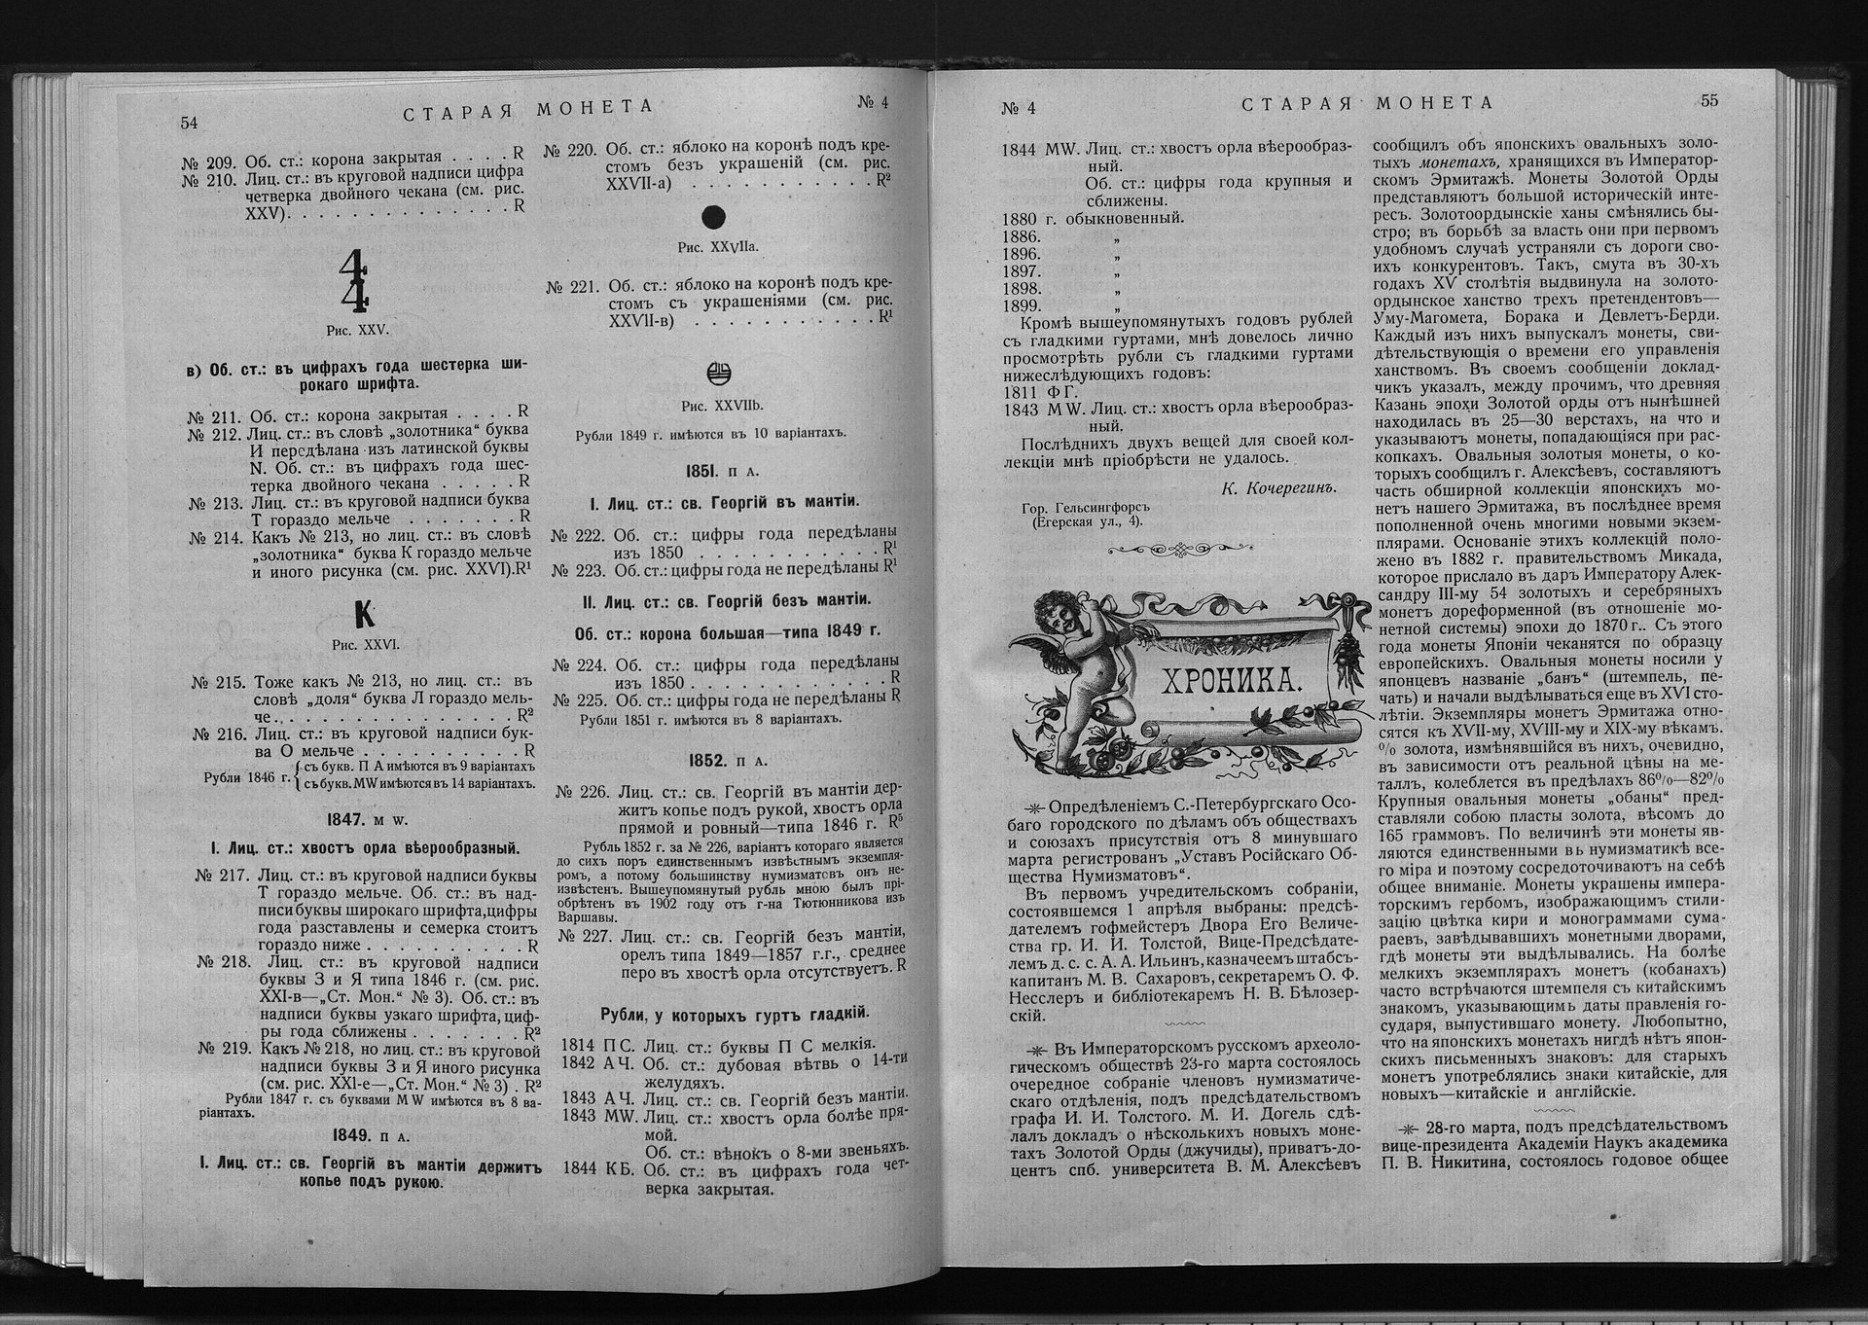 54
СТАРАЯ МОНЕТА
№ 4
№ 209. Об. ст.: корона закрытая . . . . R
№ 210. Лиц. ст.: въ круговой надписи цифра
четверка двойного чекана (см. рис.
XXV). . . . . . . . . . . . . . . R
4
4
Рис. XXV.
в) Об. ст.: въ цифрахъ года шестерка ши-
рокаго шрифта.
№ 211. Об. ст.: корона закрытая . . . . R
№ 212. Лиц. ст.: въ словѣ „золотника“ буква
И передѣлана изъ латинской буквы
N. Об. ст.: въ цифрахъ года шес-
терка двойного чекана . . . . . R
№ 213. Лиц. ст.: въ круговой надписи буква
Т гораздо мельче . . . . . . . R
№ 214. Какъ № 213, но лиц. ст.: въ словѣ
„золотника“ буква К гораздо мельче
и иного рисунка (см. рис. XXVI).R¹
К
Рис. XXVI.
№ 215. Тоже какъ № 213, но лиц. ст.: въ
словѣ „доля“ буква Л гораздо мель-
че . . . . . . . . . . . . . . . . R²
№ 216. Лиц. ст.: въ круговой надписи бук-
ва О мельче . . . . . . . . . . R
Рубли 1846 г. { съ букв. П А имѣются въ 9 варіантахъ
съ букв. MW имѣются въ 14 варіантахъ.
1847. M W.
I. Лиц. ст.: хвостъ орла вѣерообразный.
№ 217. Лиц. ст.: въ круговой надписи буквы
Т гораздо мельче. Об. ст.: въ над-
писи буквы широкаго шрифта, цифры
года разставлены и семерка стоитъ
гораздо ниже . . . . . . . . . . R
№ 218. Лиц. ст.: въ круговой надписи
буквы З и Я типа 1846 г. (см. рис.
XXI-в—„Ст. Мон.“ № 3). Об. ст.: въ
надписи буквы узкаго шрифта, циф-
ры года сближены . . . . . . . R²
№ 219. Какъ № 218, но лиц. ст.: въ круговой
надписи буквы З и Я иного рисунка
(см. рис. XXI-е—„Ст. Мон.“ № 3) . R²
Рубли 1847 г. съ буквами M W имѣются въ 8 ва-
ріантахъ.
1849. П А.
I. Лиц. ст.: св. Георгій въ мантіи держитъ
копье подъ рукою.
№ 220. Об. ст.: яблоко на коронѣ подъ кре-
стомъ безъ украшеній (см. рис.
XXVII-а) . . . . . . . . . . . R²
Рис. XXVIIа.
№ 221. Об. ст.: яблоко на коронѣ подъ кре-
стомъ съ украшеніями (см. рис.
XXVII-в) . . . . . . . . . . . R¹
Рис. XXVIIb.
Рубли 1849 г. имѣются въ 10 варіантахъ.
1851. П А.
I. Лиц. ст.: св. Георгій въ мантіи.
№ 222. Об. ст.: цифры года передѣланы
изъ 1850 . . . . . . . . . . . R¹
№ 223. Об. ст.: цифры года не передѣланы R¹
II. Лиц. ст.: св. Георгій безъ мантіи.
Об. ст.: корона большая—типа 1849 г.
№ 224. Об. ст.: цифры года передѣланы
изъ 1850 . . . . . . . . . . . . R
№ 225. Об. ст.: цифры года не передѣланы R
Рубли 1851 г. имѣются въ 8 варіантахъ.
1852. П А.
№ 226. Лиц. ст.: св. Георгій въ мантіи дер-
житъ копье подъ рукой, хвостъ орла
прямой и ровный—типа 1846 г. R⁵
Рубль 1852 г. за № 226, варіантъ котораго является
до сихъ поръ единственнымъ извѣстнымъ экземпля-
ромъ, а потому большинству нумизматовъ онъ не-
извѣстенъ. Вышеупомянутый рубль мною былъ прі-
обрѣтенъ въ 1902 году отъ г-на Тютюнникова изъ
Варшавы.
№ 227. Лиц. ст.: св. Георгій безъ мантіи,
орелъ типа 1849—1857 г.г., среднее
перо въ хвостѣ орла отсутствуетъ. R
Рубли, у которыхъ гуртъ гладкій.
1814 П С. Лиц. ст.: буквы П С мелкія.
1842 А Ч. Об. ст.: дубовая вѣтвь о 14-ти
желудяхъ.
1843 А Ч. Лиц. ст.: св. Георгій безъ мантіи.
1843 MW. Лиц. ст.: хвостъ орла болѣе пря-
мой.
Об. ст.: вѣнокъ о 8-ми звеньяхъ.
1844 К Б. Об. ст.: въ цифрахъ года чет-
верка закрытая.
№ 4
СТАРАЯ МОНЕТА
55
1844 MW. Лиц. ст.: хвостъ орла вѣерообраз-
ный.
Об. ст.: цифры года крупныя и
сближены.
1880 г. обыкновенный.
1886. „
1896. „
1897. „
1898. „
1899. „
Кромѣ вышеупомянутыхъ годовъ рублей
съ гладкими гуртами, мнѣ довелось лично
просмотрѣть рубли съ гладкими гуртами
нижеслѣдующихъ годовъ:
1811 Ф Г.
1843 M W. Лиц. ст.: хвостъ орла вѣерообраз-
ный.
Послѣднихъ двухъ вещей для своей кол-
лекціи мнѣ пріобрѣсти не удалось.
К. Кочерегинъ.
Гор. Гельсингфорсъ
(Егерская ул., 4).
ХРОНИКА.
Опредѣленіемъ С.-Петербургскаго Осо-
баго городского по дѣламъ объ обществахъ
и союзахъ присутствія отъ 8 минувшаго
марта регистрованъ „Уставъ Російскаго Об-
щества Нумизматовъ“.
Въ первомъ учредительскомъ собраніи,
состоявшемся 1 апрѣля выбраны: предсѣ-
дателемъ гофмейстеръ Двора Его Величе-
ства гр. И. И. Толстой, Вице-Предсѣдате-
лемъ д. с. с. А. А. Ильинъ, казначеемъ штабсъ-
капитанъ М. В. Сахаровъ, секретаремъ О. Ф.
Несслеръ и библіотекаремъ Н. В. Бѣлозер-
скій.
Въ Императорскомъ русскомъ археоло-
гическомъ обществѣ 23-го марта состоялось
очередное собраніе членовъ нумизматиче-
скаго отдѣленія, подъ предсѣдательствомъ
графа И. И. Толстого. М. И. Догель сдѣ-
лалъ докладъ о нѣсколькихъ новыхъ моне-
тахъ Золотой Орды (джучиды), приватъ-до-
центъ спб. университета В. М. Алексѣевъ
сообщилъ объ японскихъ овальныхъ золо-
тыхъ монетахъ, хранящихся въ Император-
скомъ Эрмитажѣ. Монеты Золотой Орды
представляютъ большой историческій инте-
ресъ. Золотоордынскіе ханы смѣнялись бы-
стро; въ борьбѣ за власть они при первомъ
удобномъ случаѣ устраняли съ дороги сво-
ихъ конкурентовъ. Такъ, смута въ 30-хъ
годахъ XV столѣтія выдвинула на золото-
ордынское ханство трехъ претендентовъ—
Уму-Магомета, Борака и Девлетъ-Берди.
Каждый изъ нихъ выпускалъ монеты, сви-
дѣтельствующія о времени его управленія
ханствомъ. Въ своемъ сообщеніи доклад-
чикъ указалъ, между прочимъ, что древняя
Казань эпохи Золотой орды отъ нынѣшней
находилась въ 25—30 верстахъ, на что и
указываютъ монеты, попадающіяся при рас-
копкахъ. Овальныя золотыя монеты, о ко-
торыхъ сообщилъ г. Алексѣевъ, составляютъ
часть обширной коллекціи японскихъ мо-
нетъ нашего Эрмитажа, въ послѣднее время
пополненной очень многими новыми экзем-
плярами. Основаніе этихъ коллекцій поло-
жено въ 1882 г. правительствомъ Микада,
которое прислало въ даръ Императору Алек-
сандру III-му 54 золотыхъ и серебряныхъ
монетъ дореформенной (въ отношеніе мо-
нетной системы) эпохи до 1870 г.. Съ этого
года монеты Японіи чеканятся по образцу
европейскихъ. Овальныя монеты носили у
японцевъ названіе „банъ“ (штемпель, пе-
чать) и начали выдѣлываться еще въ XVI сто-
лѣтіи. Экземпляры монетъ Эрмитажа отно-
сятся къ XVII-му, XVIII-му и XIX-му вѣкамъ.
% золота, измѣнявшійся въ нихъ, очевидно,
въ зависимости отъ реальной цѣны на ме-
таллъ, колеблется въ предѣлахъ 86%—82%
Крупныя овальныя монеты „обаны“ пред-
ставляли собою пласты золота, вѣсомъ до
165 граммовъ. По величинѣ эти монеты яв-
ляются единственными въ нумизматикѣ все-
го міра и поэтому сосредоточиваютъ на себѣ
общее вниманіе. Монеты украшены импера-
торскимъ гербомъ, изображающимъ стили-
зацію цвѣтка кири и монограммами сума-
раевъ, завѣдывавшихъ монетными дворами,
гдѣ монеты эти выдѣлывались. На болѣе
мелкихъ экземплярахъ монетъ (кобанахъ)
часто встрѣчаются штемпеля съ китайскимъ
знакомъ, указывающимъ даты правленія го-
сударя, выпустившаго монету. Любопытно,
что на японскихъ монетахъ нигдѣ нѣтъ япон-
скихъ письменныхъ знаковъ: для старыхъ
монетъ употреблялись знаки китайскіе, для
новыхъ—китайскіе и англійскіе.
28-го марта, подъ предсѣдательствомъ
вице-президента Академіи Наукъ академика
П. В. Никитина, состоялось годовое общее